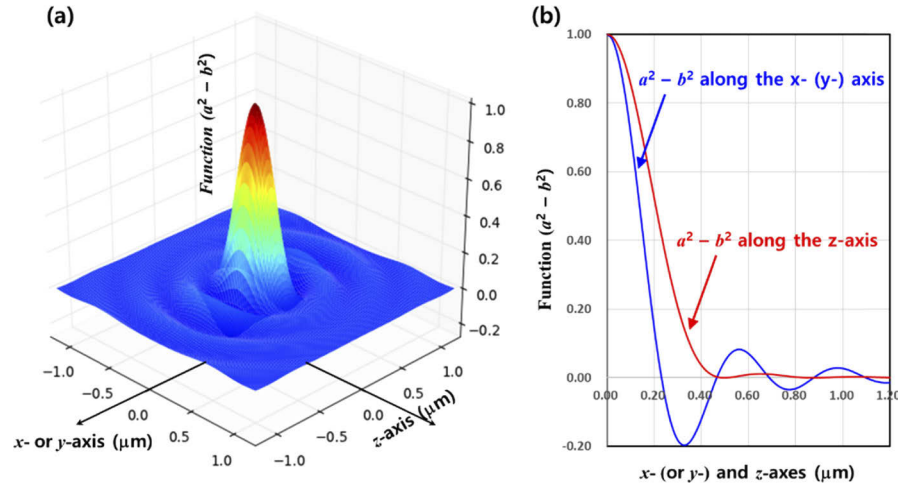 (a)
Function (a² − b²)
1.0
0.8
0.6
0.4
0.2
0.0
−0.2
−1.0
−0.5
0.0
0.5
1.0
x- or y-axis (μm)
−1.0
−0.5
0.0
0.5
1.0
z-axis (μm)
(b)
Function (a² − b²)
1.00
0.80
0.60
0.40
0.20
0.00
-0.20
a² − b² along the x- (y-) axis
a² − b² along the z-axis
0.00 0.20 0.40 0.60 0.80 1.00 1.20
x- (or y-) and z-axes (μm)